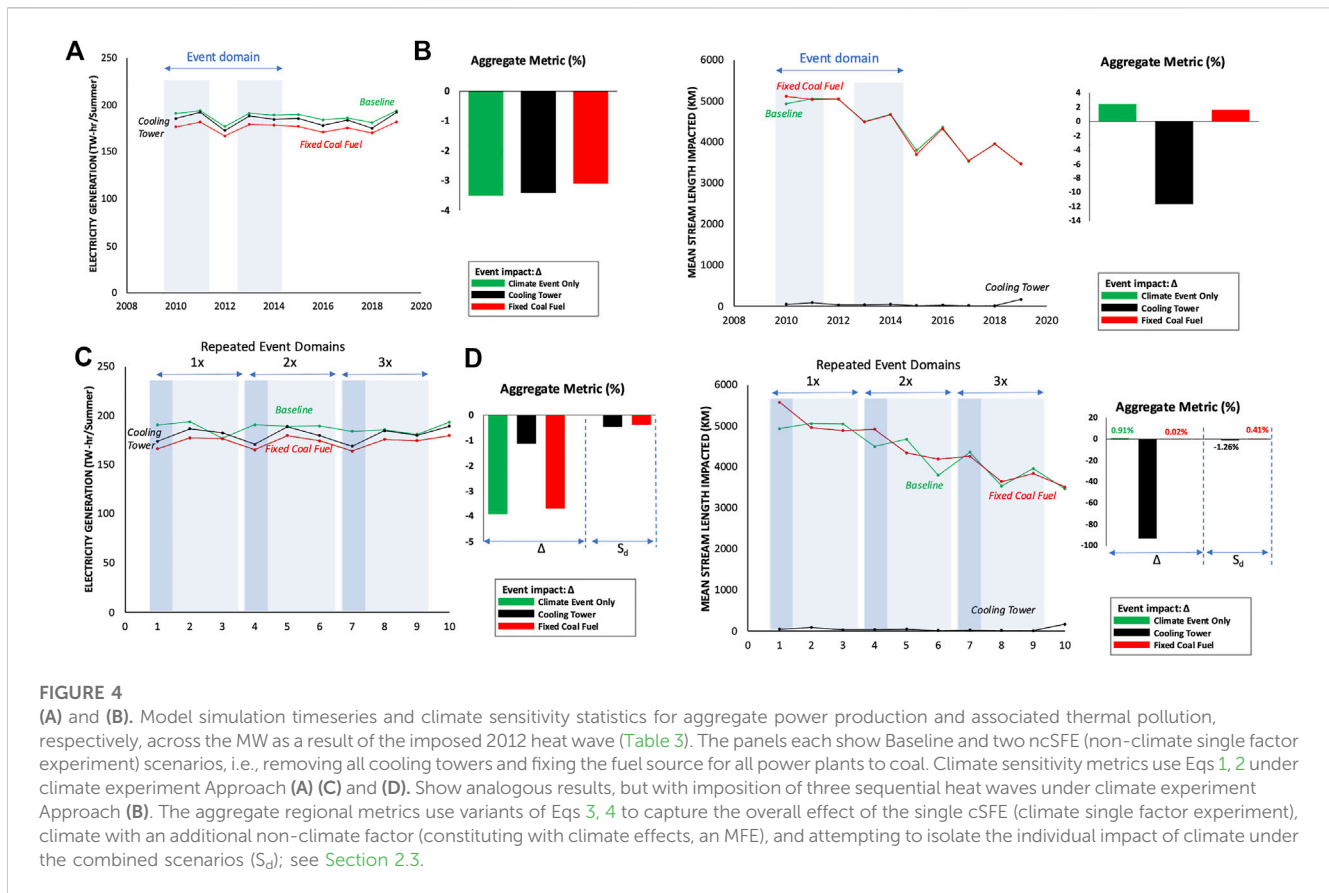 A
Event domain
250
200
150
100
50
0
ELECTRICITY GENERATION (TW-hr/Summer)
Baseline
Cooling
Tower
Fixed Coal Fuel
2008 2010 2012 2014 2016 2018 2020
B
Aggregate Metric (%)
0
-1
-2
-3
-4
Event impact: Δ
Climate Event Only
Cooling Tower
Fixed Coal Fuel
Event domain
6000
5000
4000
3000
2000
1000
0
MEAN STREAM LENGTH IMPACTED (KM)
Fixed Coal Fuel
Baseline
Cooling Tower
2008 2010 2012 2014 2016 2018 2020
Aggregate Metric (%)
4
2
0
-2
-4
-6
-8
-10
-12
-14
Event impact: Δ
Climate Event Only
Cooling Tower
Fixed Coal Fuel
C
Repeated Event Domains
1x 2x 3x
250
200
150
100
50
0
ELECTRICITY GENERATION (TW-hr/Summer)
Baseline
Cooling
Tower
Fixed Coal Fuel
0 1 2 3 4 5 6 7 8 9 10
D
Aggregate Metric (%)
0
-1
-2
-3
-4
-5
Δ Sd
Event impact: Δ
Climate Event Only
Cooling Tower
Fixed Coal Fuel
Repeated Event Domains
1x 2x 3x
6000
5000
4000
3000
2000
1000
0
MEAN STREAM LENGTH IMPACTED (KM)
Baseline
Fixed Coal Fuel
Cooling Tower
0 1 2 3 4 5 6 7 8 9 10
Aggregate Metric (%)
20
0
-20
-40
-60
-80
-100
0.91% 0.02% 0.41%
-1.26%
Δ Sd
Event impact: Δ
Climate Event Only
Cooling Tower
Fixed Coal Fuel
FIGURE 4
(A) and (B). Model simulation timeseries and climate sensitivity statistics for aggregate power production and associated thermal pollution,
respectively, across the MW as a result of the imposed 2012 heat wave (Table 3). The panels each show Baseline and two ncSFE (non-climate single factor
experiment) scenarios, i.e., removing all cooling towers and fixing the fuel source for all power plants to coal. Climate sensitivity metrics use Eqs 1, 2 under
climate experiment Approach (A) (C) and (D). Show analogous results, but with imposition of three sequential heat waves under climate experiment
Approach (B). The aggregate regional metrics use variants of Eqs 3, 4 to capture the overall effect of the single cSFE (climate single factor experiment),
climate with an additional non-climate factor (constituting with climate effects, an MFE), and attempting to isolate the individual impact of climate under
the combined scenarios (Sd); see Section 2.3.